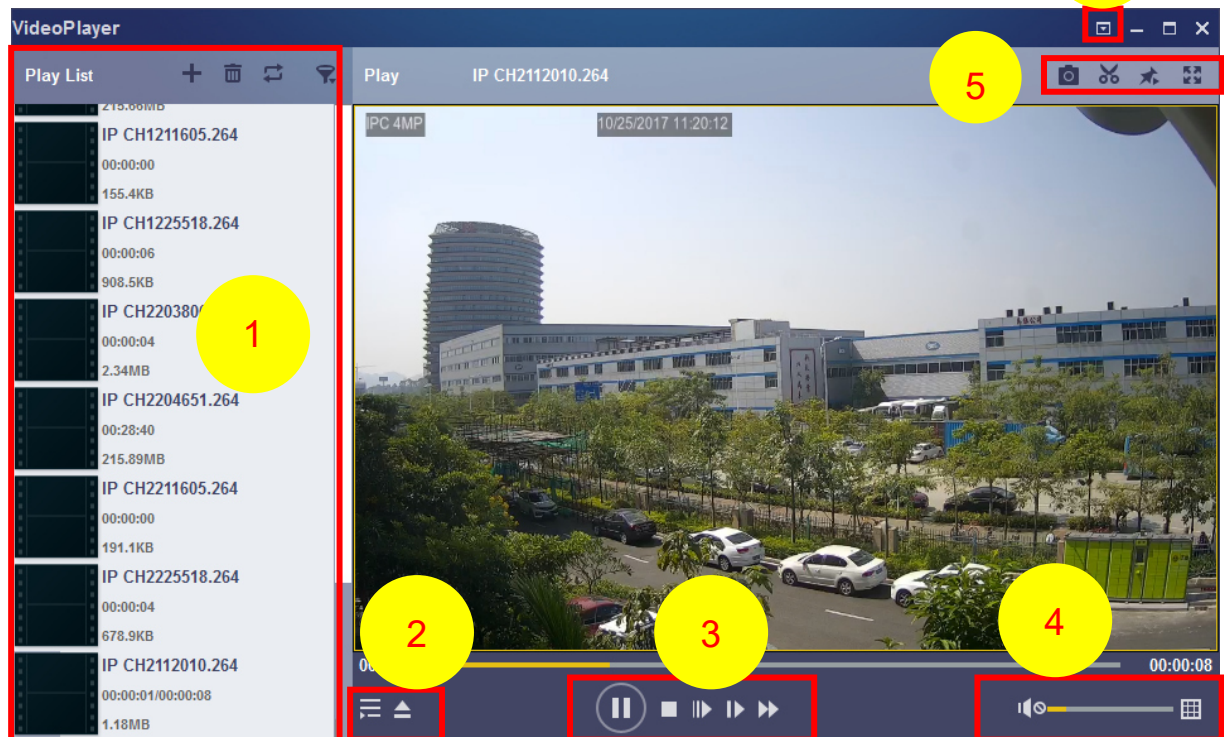 VideoPlayer
Play List
Play
IP CH2112010.264
5
215.66MB
IP CH1211605.264
00:00:00
155.4KB
IP CH1225518.264
00:00:06
908.5KB
00:00:04
2.34MB
IP CH2204651.264
00:28:40
215.89MB
IP CH2211605.264
00:00:00
191.1KB
IP CH2225518.264
00:00:04
678.9KB
IP CH2112010.264
00:00:01/00:00:08
1.18MB
1
IPC 4MP
10/25/2017 11:20:12
2
3
4
00:00:08